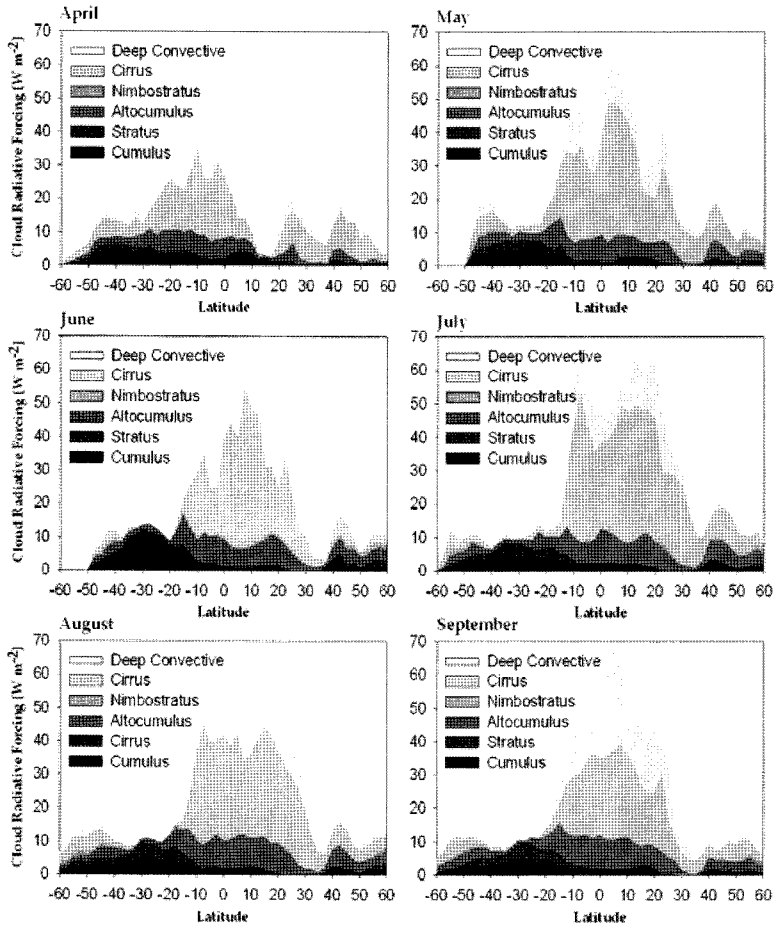 April
Cloud Radiative Forcing [W m-2]
70
60
50
40
30
20
10
0
Deep Convective
Cirrus
Nimbostratus
Altocumulus
Stratus
Cumulus
-60 -50 -40 -30 -20 -10 0 10 20 30 40 50 60
Latitude
May
70
60
50
40
30
20
10
0
Deep Convective
Cirrus
Nimbostratus
Altocumulus
Stratus
Cumulus
-60 -50 -40 -30 -20 -10 0 10 20 30 40 50 60
Latitude
June
Cloud Radiative Forcing [W m-2]
70
60
50
40
30
20
10
0
Deep Convective
Cirrus
Nimbostratus
Altocumulus
Stratus
Cumulus
-60 -50 -40 -30 -20 -10 0 10 20 30 40 50 60
Latitude
July
70
60
50
40
30
20
10
0
Deep Convective
Cirrus
Nimbostratus
Altocumulus
Stratus
Cumulus
-60 -50 -40 -30 -20 -10 0 10 20 30 40 50 60
Latitude
August
Cloud Radiative Forcing [W m-2]
70
60
50
40
30
20
10
0
Deep Convective
Cirrus
Nimbostratus
Altocumulus
Cirrus
Cumulus
-60 -50 -40 -30 -20 -10 0 10 20 30 40 50 60
Latitude
September
70
60
50
40
30
20
10
0
Deep Convective
Cirrus
Nimbostratus
Altocumulus
Stratus
Cumulus
-60 -50 -40 -30 -20 -10 0 10 20 30 40 50 60
Latitude